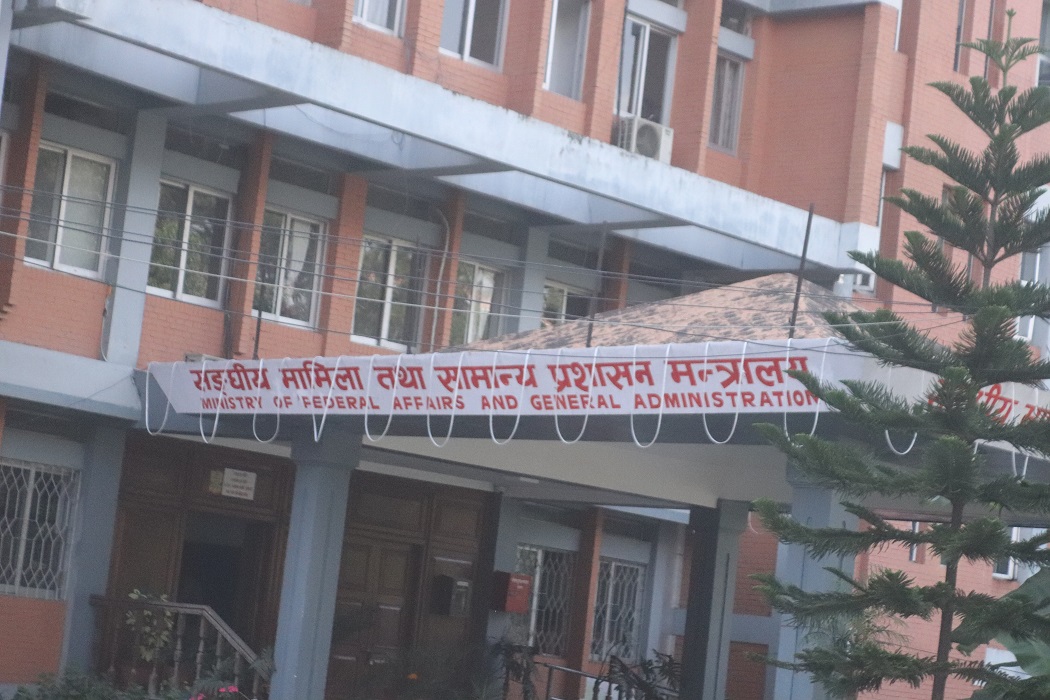 सङ्घीय मामिला तथा सामान्य प्रशासन मन्त्रालय
MINISTRY OF FEDERAL AFFAIRS AND GENERAL ADMINISTRATION